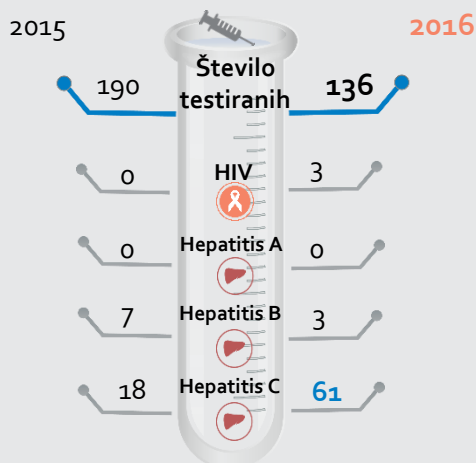 2015 2016
Število
190 testiranih 136
0 HIV 3
0 Hepatitis A 0
7 Hepatitis B 3
18 Hepatitis C 61